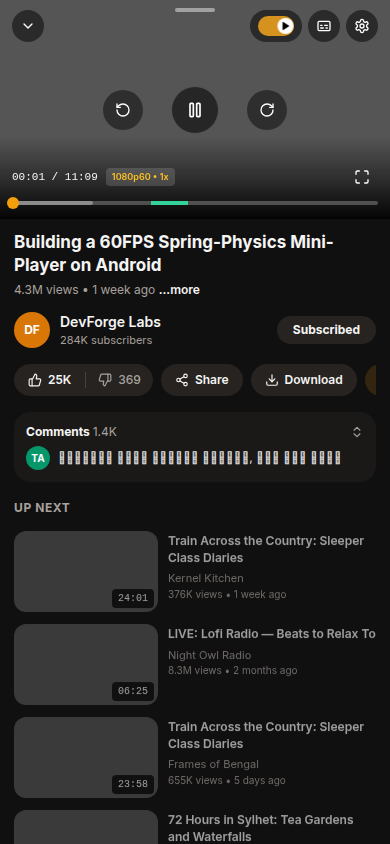 00:01 / 11:09
1080p60 • 1x
Building a 60FPS Spring-Physics Mini-
Player on Android
4.3M views • 1 week ago ...more
DF
DevForge Labs
284K subscribers
Subscribed
25K
369
Share
Download
Comments 1.4K
TA
UP NEXT
Train Across the Country: Sleeper
Class Diaries
Kernel Kitchen
376K views • 1 week ago
24:01
LIVE: Lofi Radio — Beats to Relax To
Night Owl Radio
8.3M views • 2 months ago
06:25
Train Across the Country: Sleeper
Class Diaries
Frames of Bengal
655K views • 5 days ago
23:58
72 Hours in Sylhet: Tea Gardens
and Waterfalls